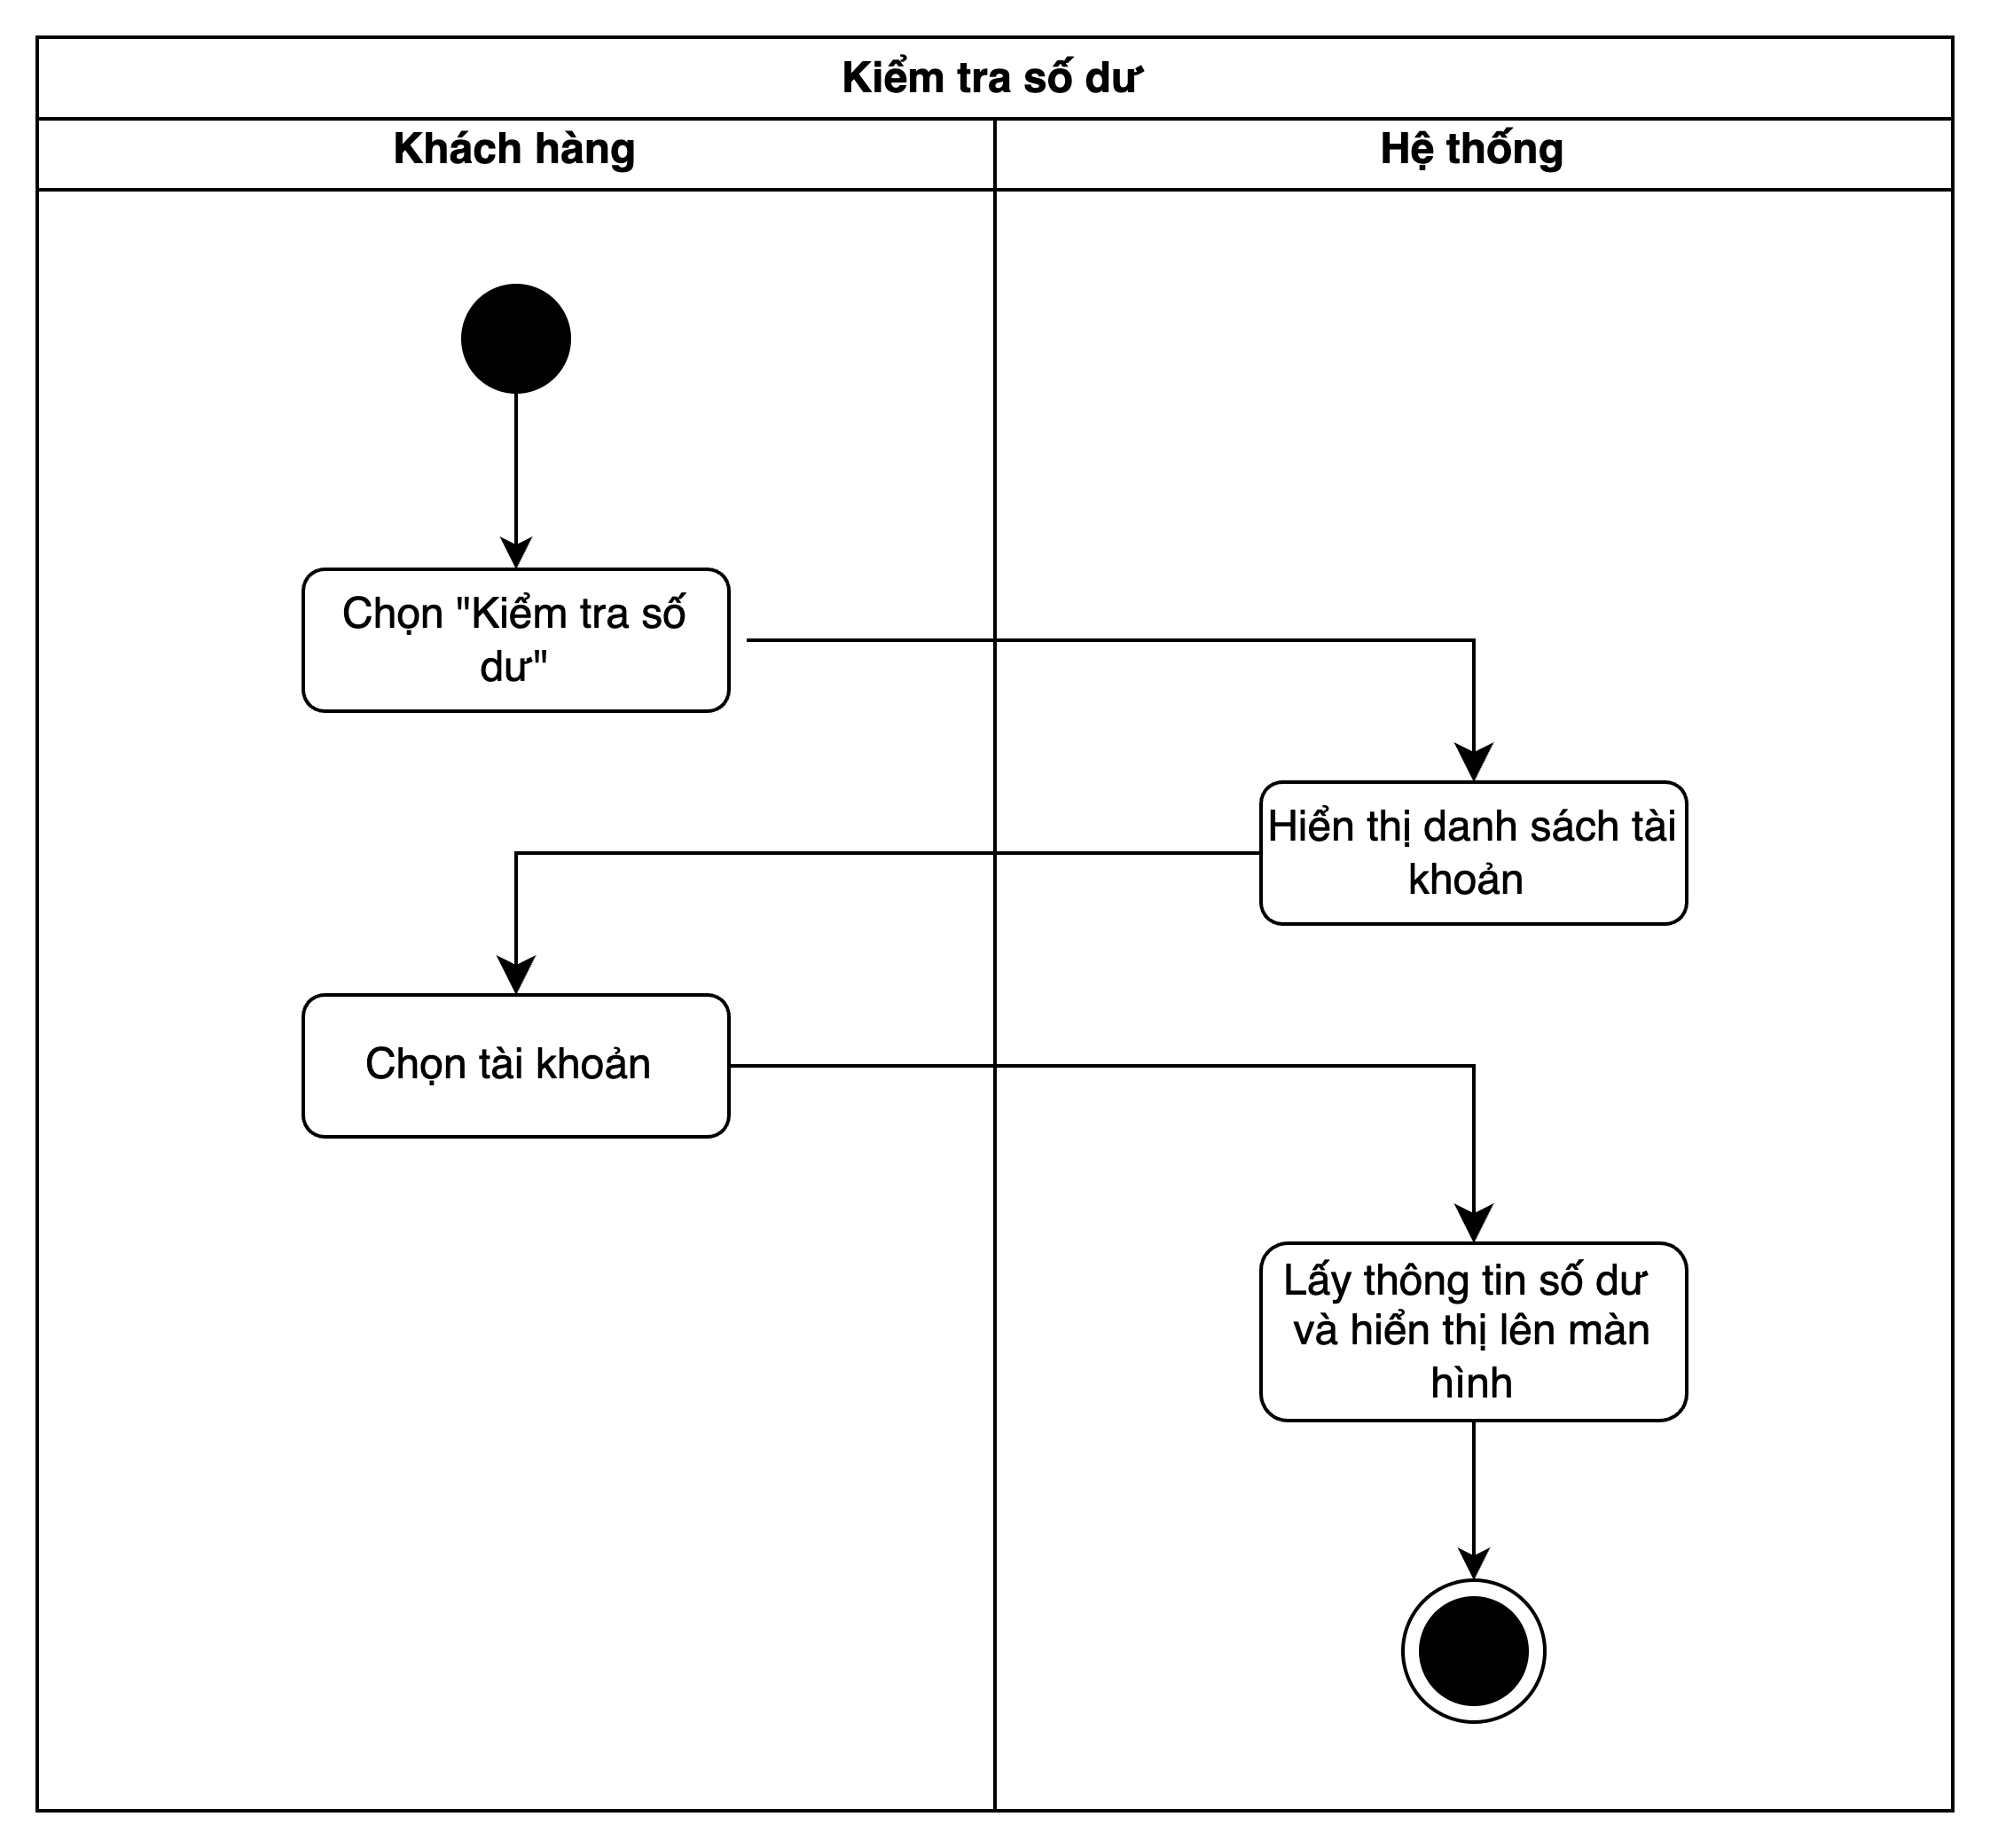 Kiểm tra số dư
Khách hàng
Hệ thống
Chọn "Kiểm tra số
dư"
Hiển thị danh sách tài
khoản
Chọn tài khoản
Lấy thông tin số dư
và hiển thị lên màn
hình